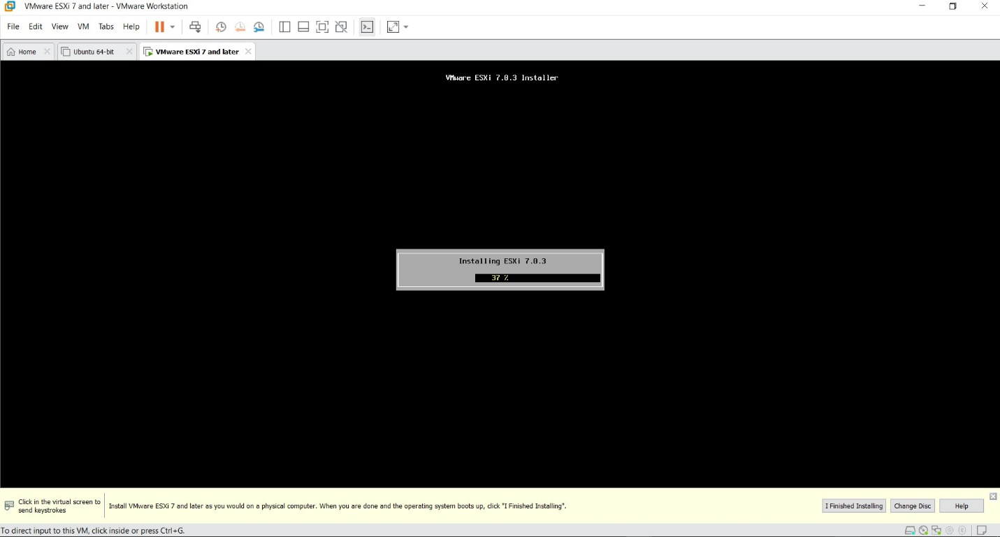 VMware ESXi 7 and later - VMware Workstation
File Edit View VM Tabs Help
Home Ubuntu 64-bit VMware ESXi 7 and later
VMware ESXi 7.0.3 Installer
Installing ESXi 7.0.3
37 %
Click in the virtual screen to
send keystrokes
Install VMware ESXi 7 and later as you would on a physical computer. When you are done and the operating system boots up, click "I Finished Installing".
I Finished Installing Change Disc Help
To direct input to this VM, click inside or press Ctrl+G.